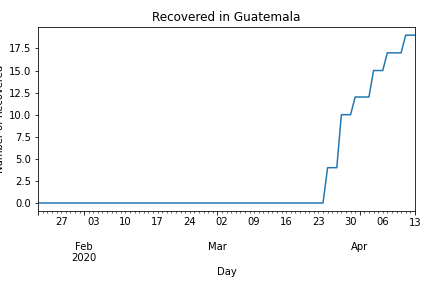 Recovered in Guatemala
Number of Recovered
17.5
15.0
12.5
10.0
7.5
5.0
2.5
0.0
27 03 10 17 24 02 09 16 23 30 06 13
Feb Mar Apr
2020
Day